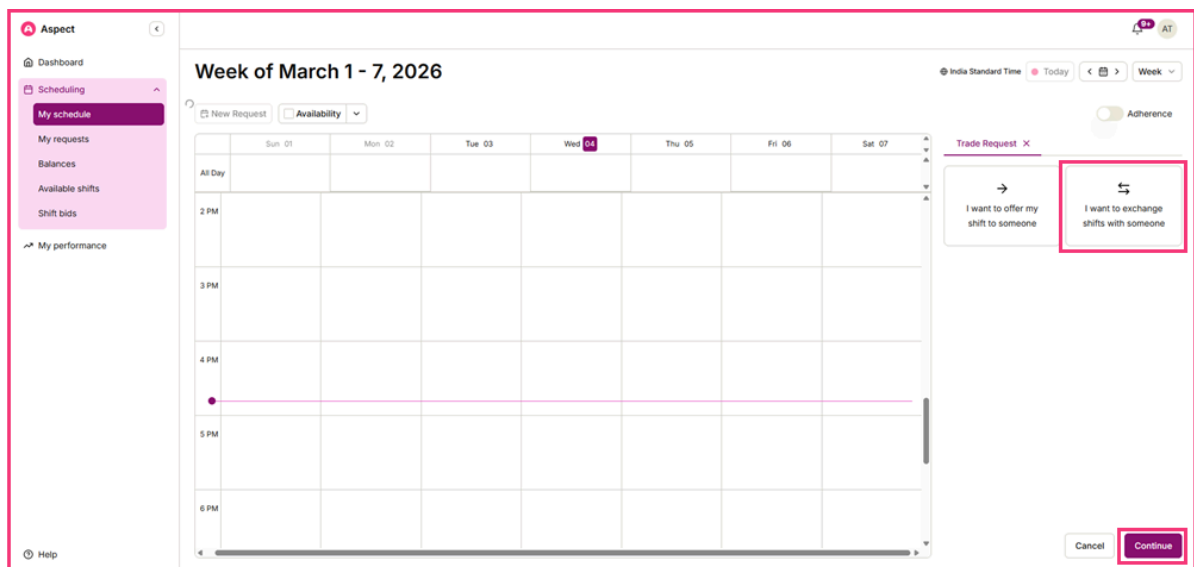 Aspect
9+
AT
Dashboard
Scheduling
My schedule
My requests
Balances
Available shifts
Shift bids
My performance
Help
Week of March 1 - 7, 2026
India Standard Time
Today
Week
New Request
Availability
Adherence
Sun 01
Mon 02
Tue 03
Wed 04
Thu 05
Fri 06
Sat 07
All Day
2 PM
3 PM
4 PM
5 PM
6 PM
Trade Request
I want to offer my
shift to someone
I want to exchange
shifts with someone
Cancel
Continue